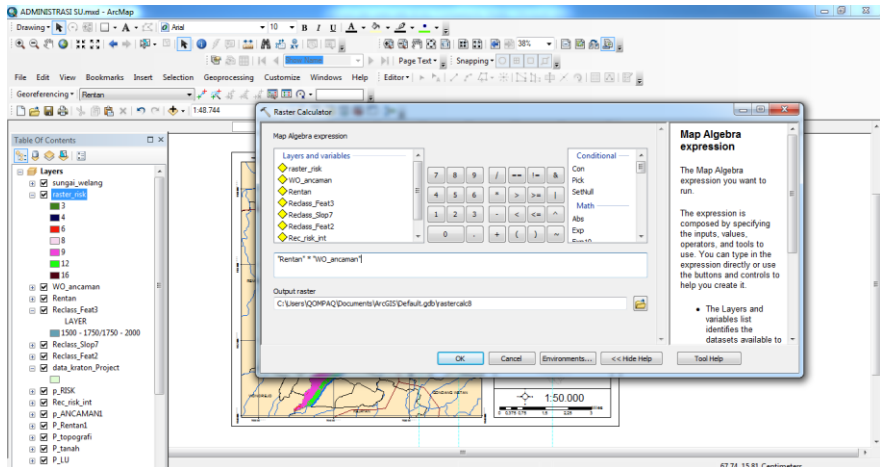 ADMINISTRASI SU.mxd - ArcMap
Drawing
Arial
10
B I U A
38%
Page Text
Snapping
File Edit View Bookmarks Insert Selection Geoprocessing Customize Windows Help
Editor
Georeferencing
Rentan
1:48.744
Table Of Contents
Layers
sungai_welang
raster_risk
3
4
6
8
9
12
16
WO_ancaman
Rentan
Reclass_Feat3
LAYER
1500 - 1750/1750 - 2000
Reclass_Slop7
Reclass_Feat2
data_kraton_Project
p_RISK
Rec_risk_int
p_ANCAMAN1
P_Rentan1
P_topografi
P_tanah
P_LU
Raster Calculator
Map Algebra expression
Layers and variables
raster_risk
WO_ancaman
Rentan
Reclass_Feat3
Reclass_Slop7
Reclass_Feat2
Rec_risk_int
7 8 9 / == != &
4 5 6 * > >= |
1 2 3 - < <= ^
0 . + ( ) ~
Conditional
Con
Pick
SetNull
Math
Abs
Exp
Exp10
"Rentan" * "WO_ancaman"
Output raster
C:\Users\QOMPAQ\Documents\ArcGIS\Default.gdb\rastercalc8
OK
Cancel
Environments...
<< Hide Help
Tool Help
Map Algebra
expression
The Map Algebra
expression you want to
run.
The expression is
composed by specifying
the inputs, values,
operators, and tools to
use. You can type in the
expression directly or use
the buttons and controls to
help you create it.
• The Layers and
variables list
identifies the
datasets available to
1:50.000
67,74 15,81 Centimeters